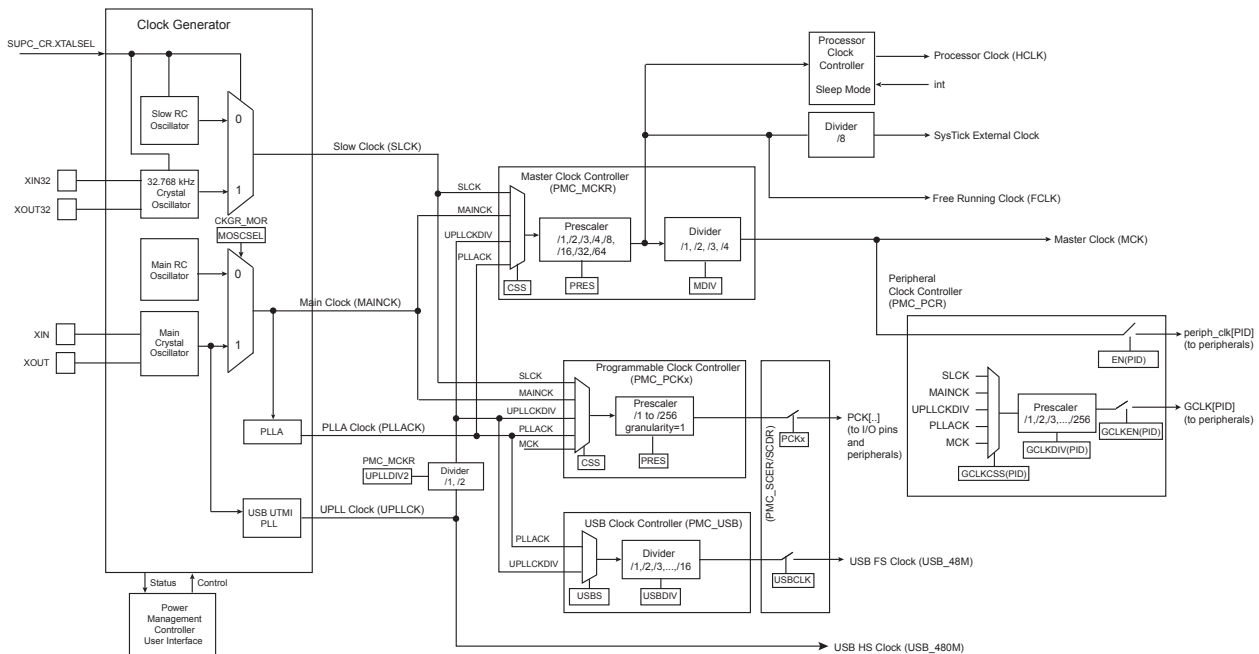 Clock Generator
SUPC_CR.XTALSEL
Slow RC
Oscillator
0
XIN32
XOUT32
32.768 kHz
Crystal
Oscillator
1
Slow Clock (SLCK)
CKGR_MOR
MOSCSEL
Main RC
Oscillator
0
XIN
XOUT
Main
Crystal
Oscillator
1
Main Clock (MAINCK)
PLLA
PLLA Clock (PLLACK)
PMC_MCKR
UPLLDIV2
Divider
/1, /2
USB UTMI
PLL
UPLL Clock (UPLLCK)
Status
Control
Power
Management
Controller
User Interface
Master Clock Controller
(PMC_MCKR)
SLCK
MAINCK
UPLLCKDIV
PLLACK
CSS
Prescaler
/1,/2,/3,/4,/8,
/16,/32,/64
PRES
Divider
/1, /2, /3, /4
MDIV
Processor
Clock
Controller
Sleep Mode
Processor Clock (HCLK)
int
Divider
/8
SysTick External Clock
Free Running Clock (FCLK)
Master Clock (MCK)
Programmable Clock Controller
(PMC_PCKx)
SLCK
MAINCK
UPLLCKDIV
PLLACK
MCK
CSS
Prescaler
/1 to /256
granularity=1
PRES
(PMC_SCER/SCDR)
PCKx
PCK[..]
(to I/O pins
and
peripherals)
USB Clock Controller (PMC_USB)
PLLACK
UPLLCKDIV
USBS
Divider
/1,/2,/3,...,/16
USBDIV
USBCLK
USB FS Clock (USB_48M)
USB HS Clock (USB_480M)
Peripheral
Clock Controller
(PMC_PCR)
EN(PID)
periph_clk[PID]
(to peripherals)
SLCK
MAINCK
UPLLCKDIV
PLLACK
MCK
GCLKCSS(PID)
Prescaler
/1,/2,/3,...,/256
GCLKDIV(PID)
GCLKEN(PID)
GCLK[PID]
(to peripherals)